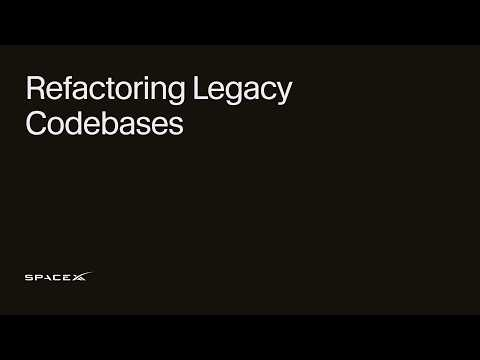 Refactoring Legacy
Codebases
SPACEX